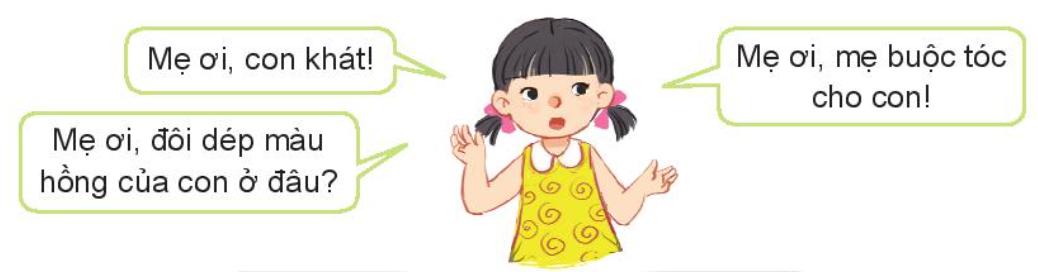 Mẹ ơi, con khát!
Mẹ ơi, đôi dép màu
hồng của con ở đâu?
Mẹ ơi, mẹ buộc tóc
cho con!